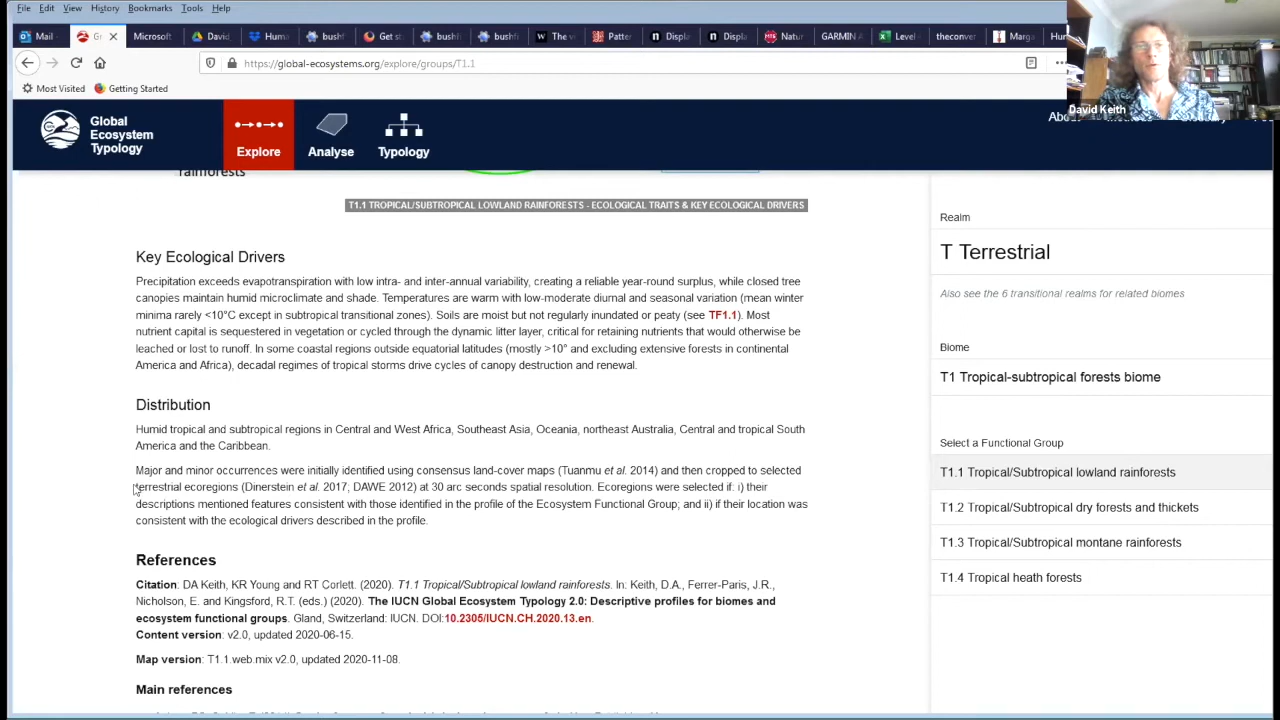 File Edit View History Bookmarks Tools Help
Mail - Microsoft David_ Huma bushf Get st bushf bushf The v Patter Displa Displa Natur GARMIN Level theconver Marga
https://global-ecosystems.org/explore/groups/T1.1
Most Visited Getting Started
David Keith
Global
Ecosystem
Typology
Explore
Analyse
Typology
rainforests
T1.1 TROPICAL/SUBTROPICAL LOWLAND RAINFORESTS - ECOLOGICAL TRAITS & KEY ECOLOGICAL DRIVERS
Key Ecological Drivers
Precipitation exceeds evapotranspiration with low intra- and inter-annual variability, creating a reliable year-round surplus, while closed tree
canopies maintain humid microclimate and shade. Temperatures are warm with low-moderate diurnal and seasonal variation (mean winter
minima rarely <10°C except in subtropical transitional zones). Soils are moist but not regularly inundated or peaty (see TF1.1). Most
nutrient capital is sequestered in vegetation or cycled through the dynamic litter layer, critical for retaining nutrients that would otherwise be
leached or lost to runoff. In some coastal regions outside equatorial latitudes (mostly >10° and excluding extensive forests in continental
America and Africa), decadal regimes of tropical storms drive cycles of canopy destruction and renewal.
Distribution
Humid tropical and subtropical regions in Central and West Africa, Southeast Asia, Oceania, northeast Australia, Central and tropical South
America and the Caribbean.
Major and minor occurrences were initially identified using consensus land-cover maps (Tuanmu et al. 2014) and then cropped to selected
terrestrial ecoregions (Dinerstein et al. 2017, DAWE 2012) at 30 arc seconds spatial resolution. Ecoregions were selected if: i) their
descriptions mentioned features consistent with those identified in the profile of the Ecosystem Functional Group; and ii) if their location was
consistent with the ecological drivers described in the profile.
References
Citation: DA Keith, KR Young and RT Corlett. (2020). T1.1 Tropical/Subtropical lowland rainforests. In: Keith, D.A., Ferrer-Paris, J.R.,
Nicholson, E. and Kingsford, R.T. (eds.) (2020). The IUCN Global Ecosystem Typology 2.0: Descriptive profiles for biomes and
ecosystem functional groups. Gland, Switzerland: IUCN. DOI:10.2305/IUCN.CH.2020.13.en.
Content version: v2.0, updated 2020-06-15.
Map version: T1.1.web.mix v2.0, updated 2020-11-08.
Main references
Realm
T Terrestrial
Also see the 6 transitional realms for related biomes
Biome
T1 Tropical-subtropical forests biome
Select a Functional Group
T1.1 Tropical/Subtropical lowland rainforests
T1.2 Tropical/Subtropical dry forests and thickets
T1.3 Tropical/Subtropical montane rainforests
T1.4 Tropical heath forests